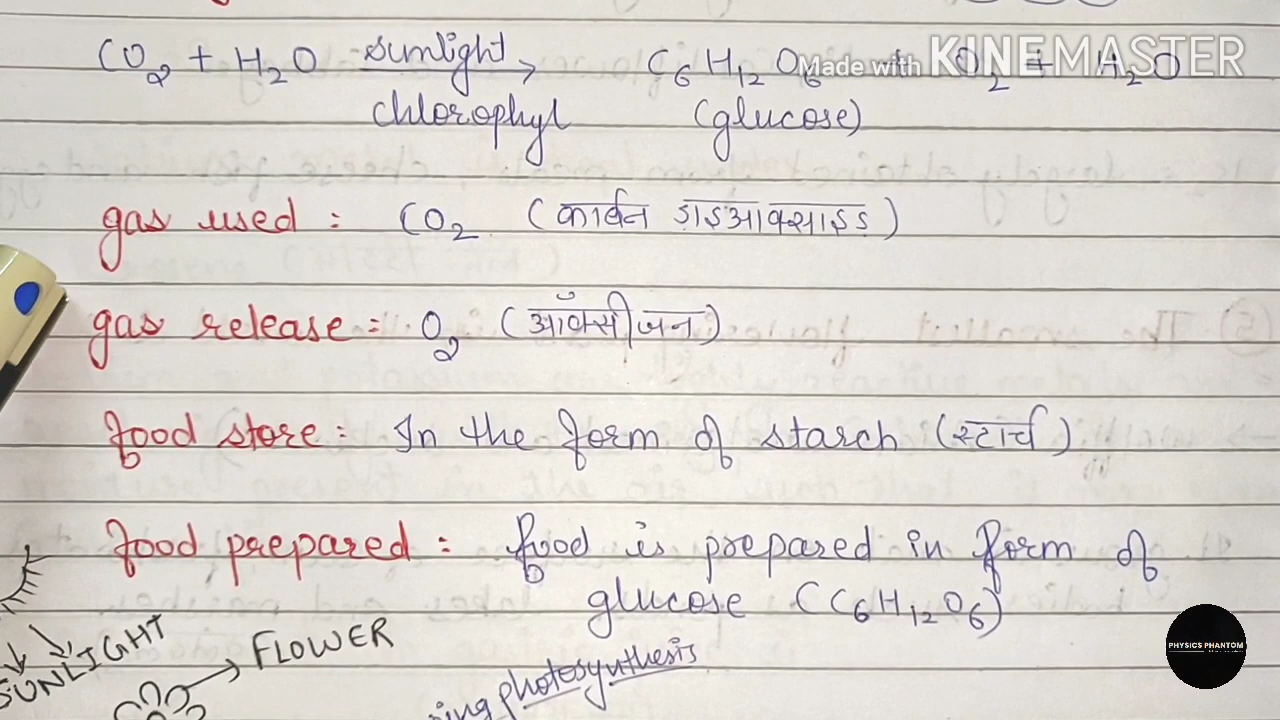 CO2 + H2O sunlight → C6H12O6 + O2 + H2O
chlorophyl (glucose)
Made with KINEMASTER
gas used : CO2 (कार्बन डाइआक्साइड)
gas release : O2 (ऑक्सीजन)
food store : In the form of starch (स्टार्च)
food prepared : food is prepared in form of
glucose (C6H12O6)
SUNLIGHT
FLOWER
photosynthesis
PHYSICS PHANTOM